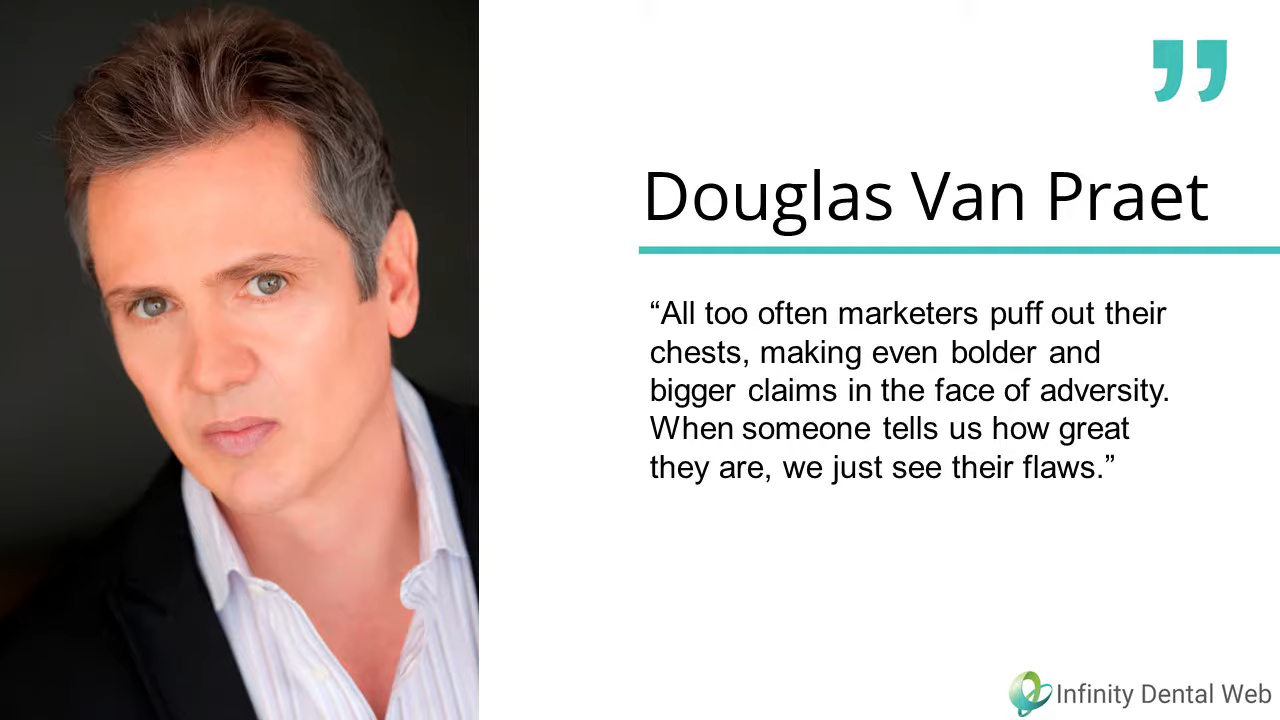 ”
Douglas Van Praet
“All too often marketers puff out their
chests, making even bolder and
bigger claims in the face of adversity.
When someone tells us how great
they are, we just see their flaws.”
Infinity Dental Web